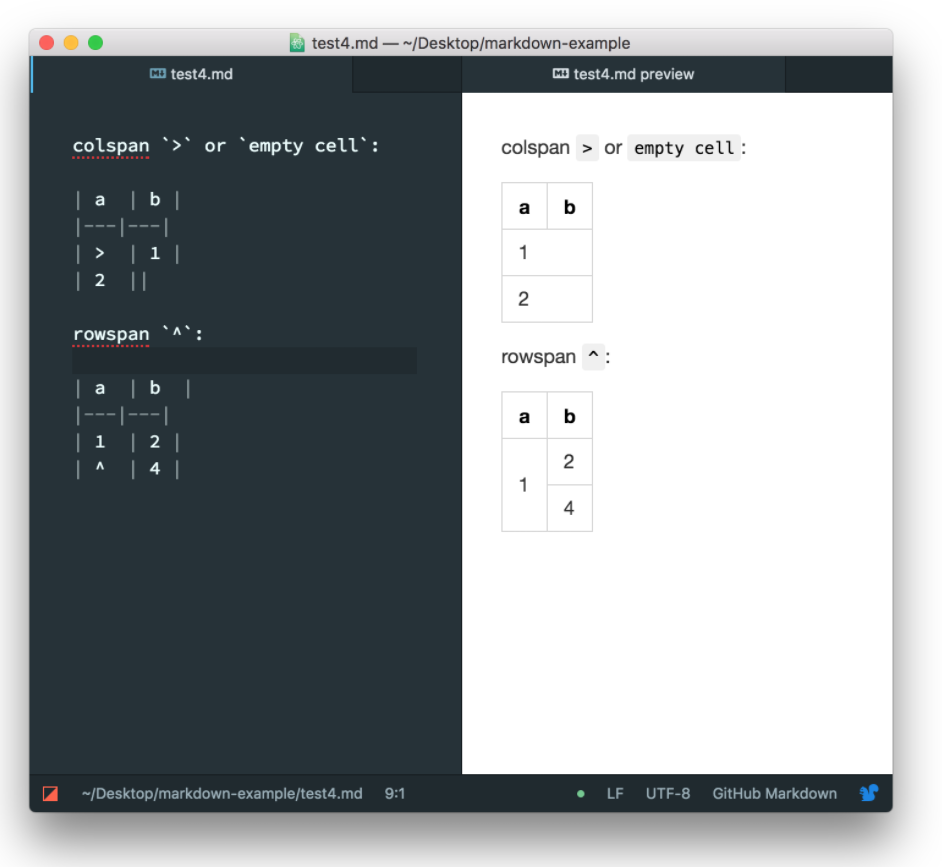 test4.md — ~/Desktop/markdown-example
test4.md
test4.md preview
colspan `>` or `empty cell`:
| a | b |
|---|---|
| > | 1 |
| 2 ||
rowspan `^`:
| a | b |
|---|---|
| 1 | 2 |
| ^ | 4 |
colspan > or empty cell:
a b
1
2
rowspan ^:
a b
1
2
4
~/Desktop/markdown-example/test4.md 9:1 LF UTF-8 GitHub Markdown